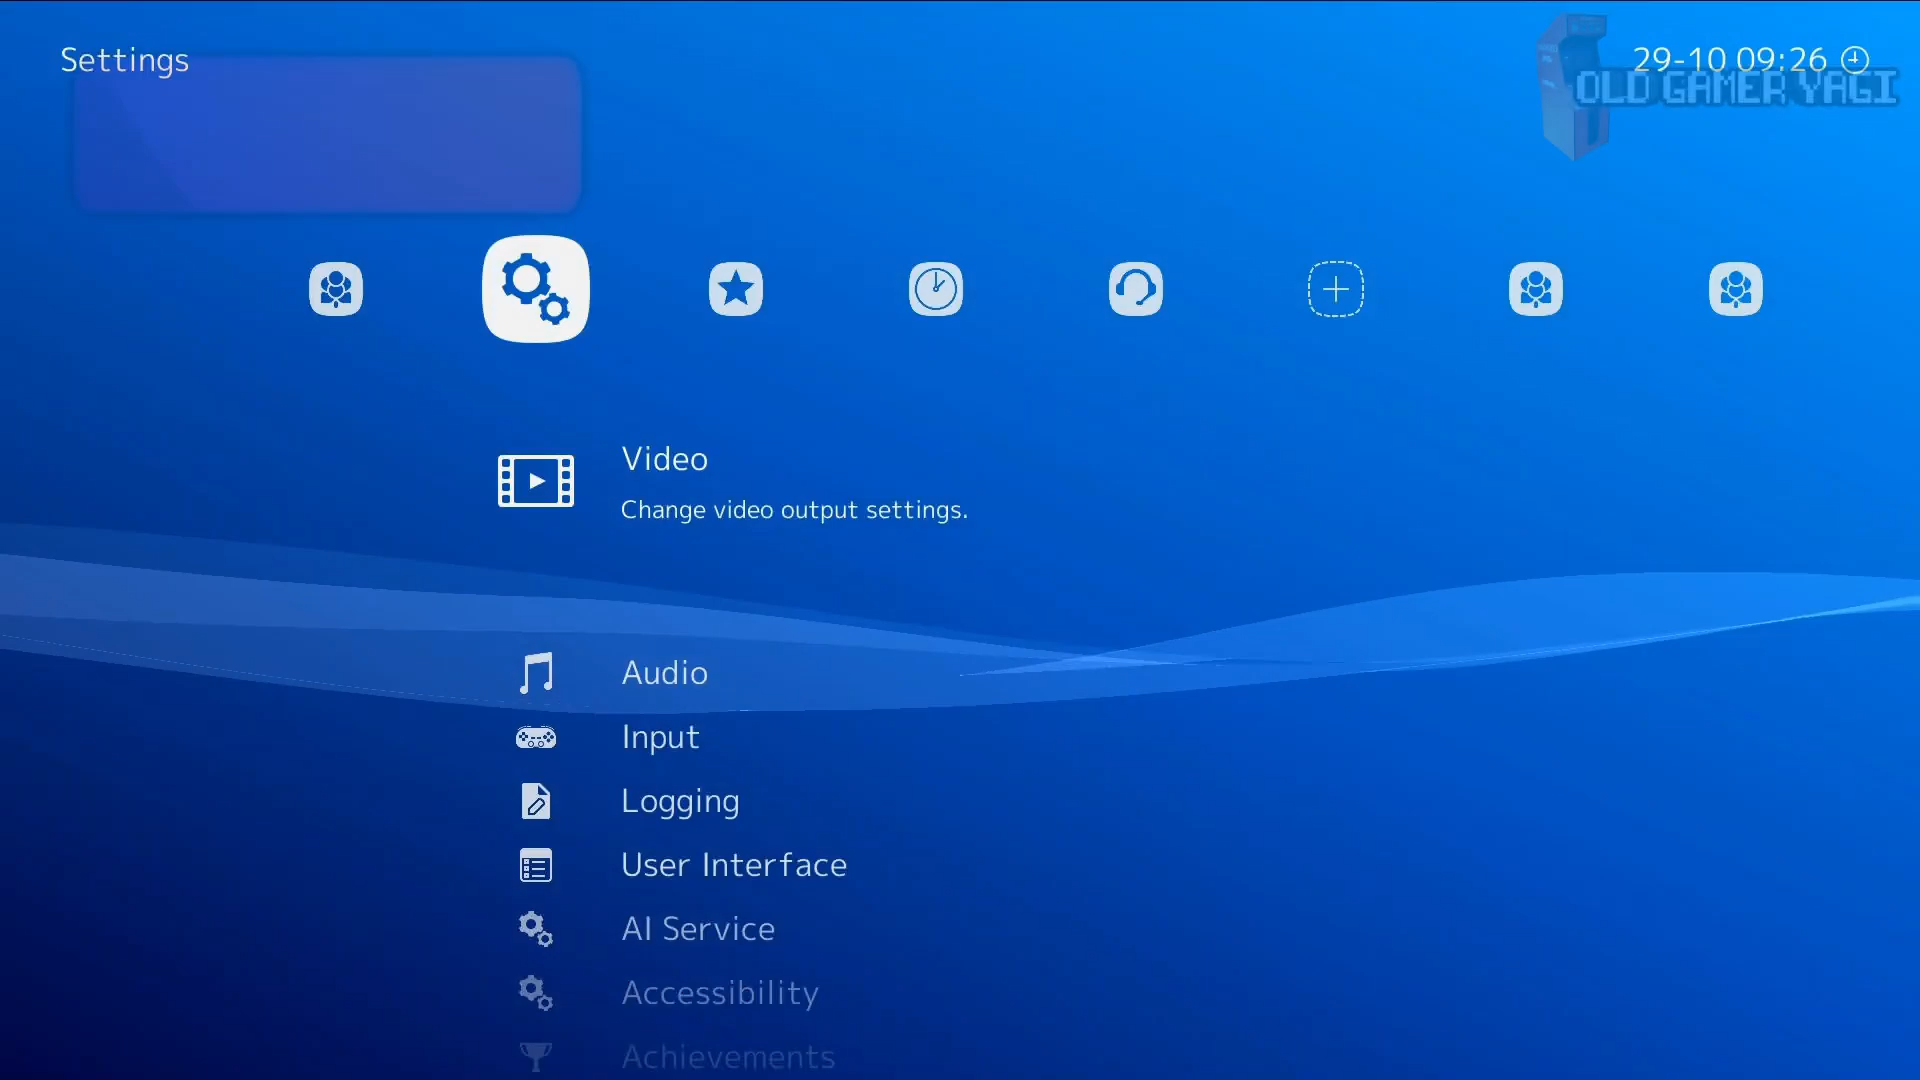 Settings
29-10 09:26
OLD GAMER YAGI
Video
Change video output settings.
Audio
Input
Logging
User Interface
AI Service
Accessibility
Achievements